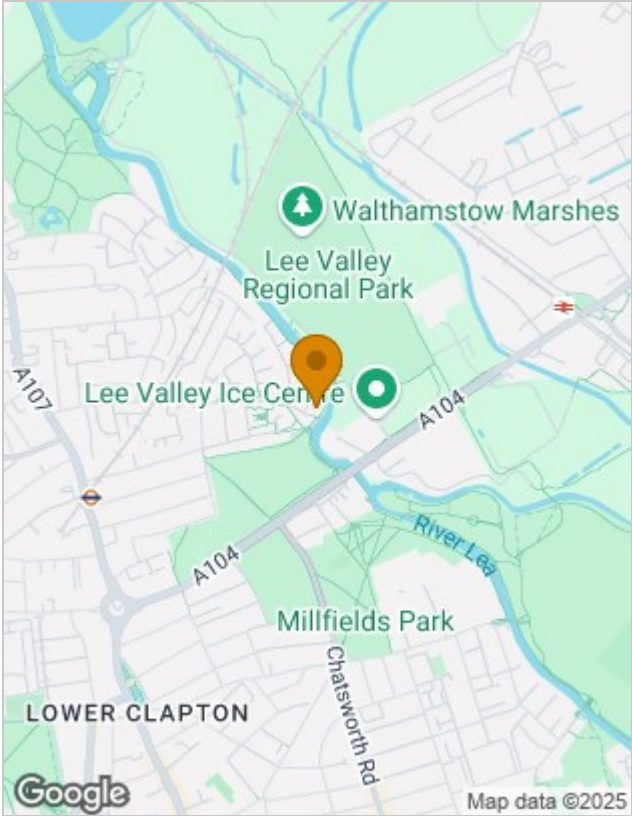 Walthamstow Marshes
Lee Valley
Regional Park
A107
Lee Valley Ice Centre
A104
River Lea
A104
Millfields Park
Chatsworth Rd
LOWER CLAPTON
Google
Map data ©2025